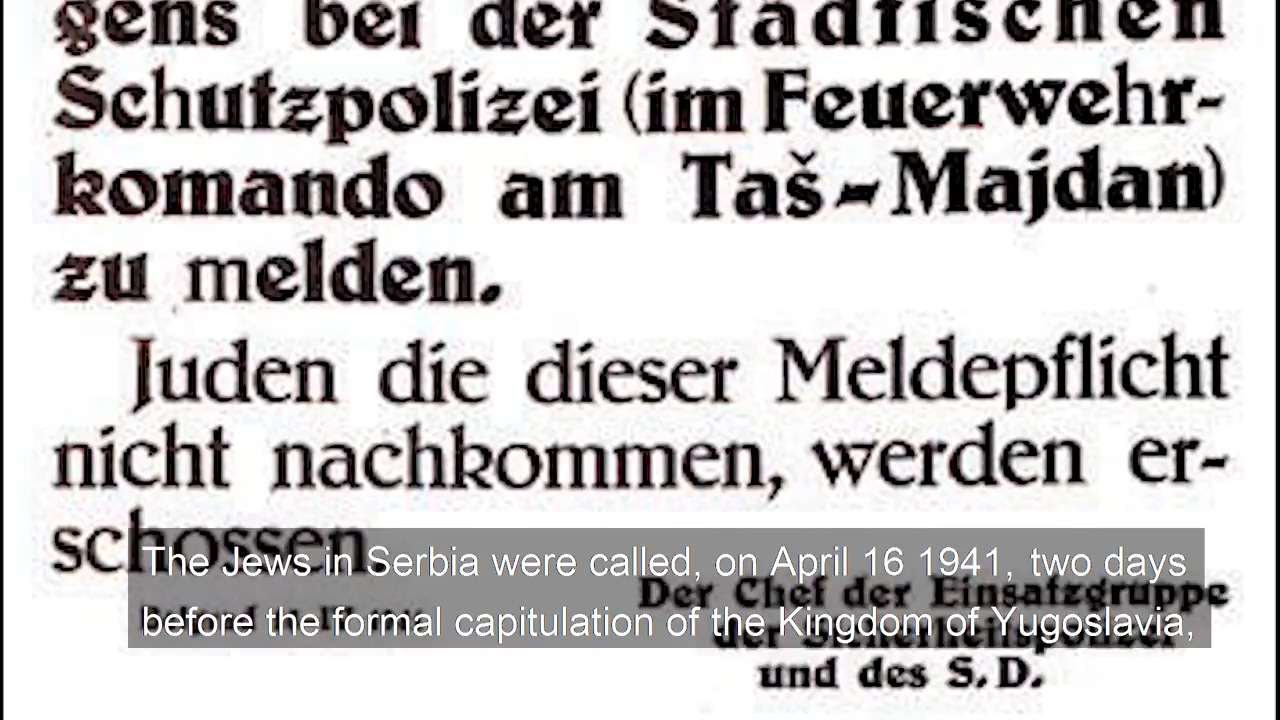 gens bei der Städtischen
Schutzpolizei (im Feuerwehr-
komando am Taš-Majdan)
zu melden.
Juden die dieser Meldepflicht
nicht nachkommen, werden er-
schossen
The Jews in Serbia were called, on April 16 1941, two days
before the formal capitulation of the Kingdom of Yugoslavia,
Der Chef der Einsatzgruppe
der Sicherheitspolizei
und des S.D.